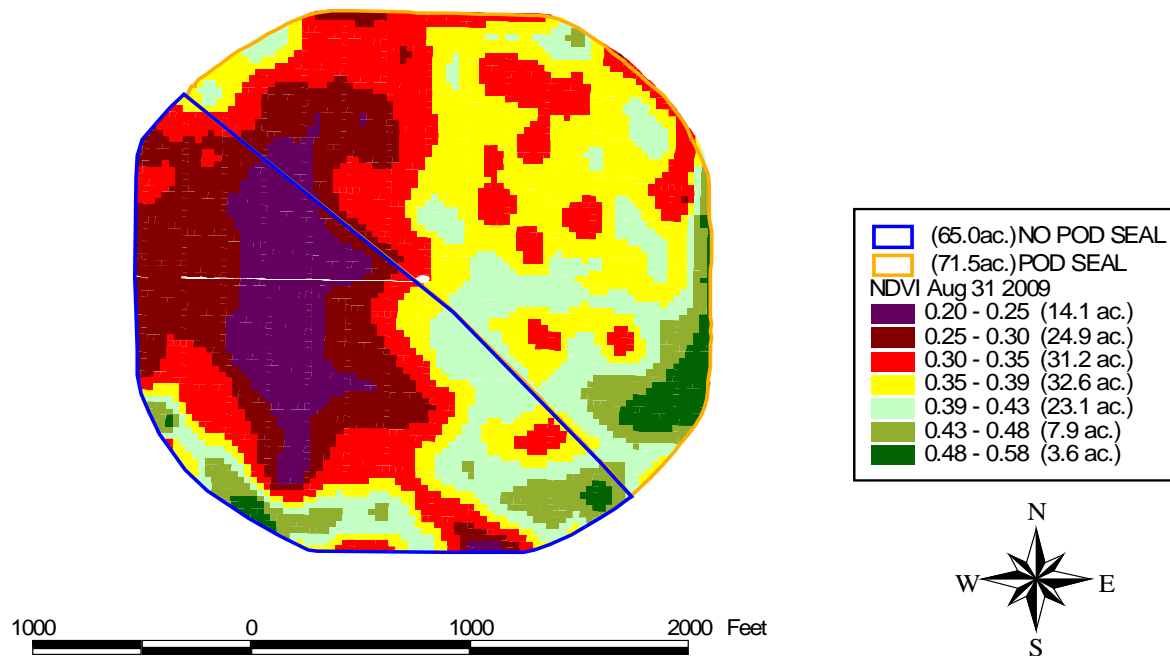 (65.0ac.) NO POD SEAL
(71.5ac.) POD SEAL
NDVI Aug 31 2009
0.20 - 0.25 (14.1 ac.)
0.25 - 0.30 (24.9 ac.)
0.30 - 0.35 (31.2 ac.)
0.35 - 0.39 (32.6 ac.)
0.39 - 0.43 (23.1 ac.)
0.43 - 0.48 (7.9 ac.)
0.48 - 0.58 (3.6 ac.)
N
W E
S
1000 0 1000 2000 Feet